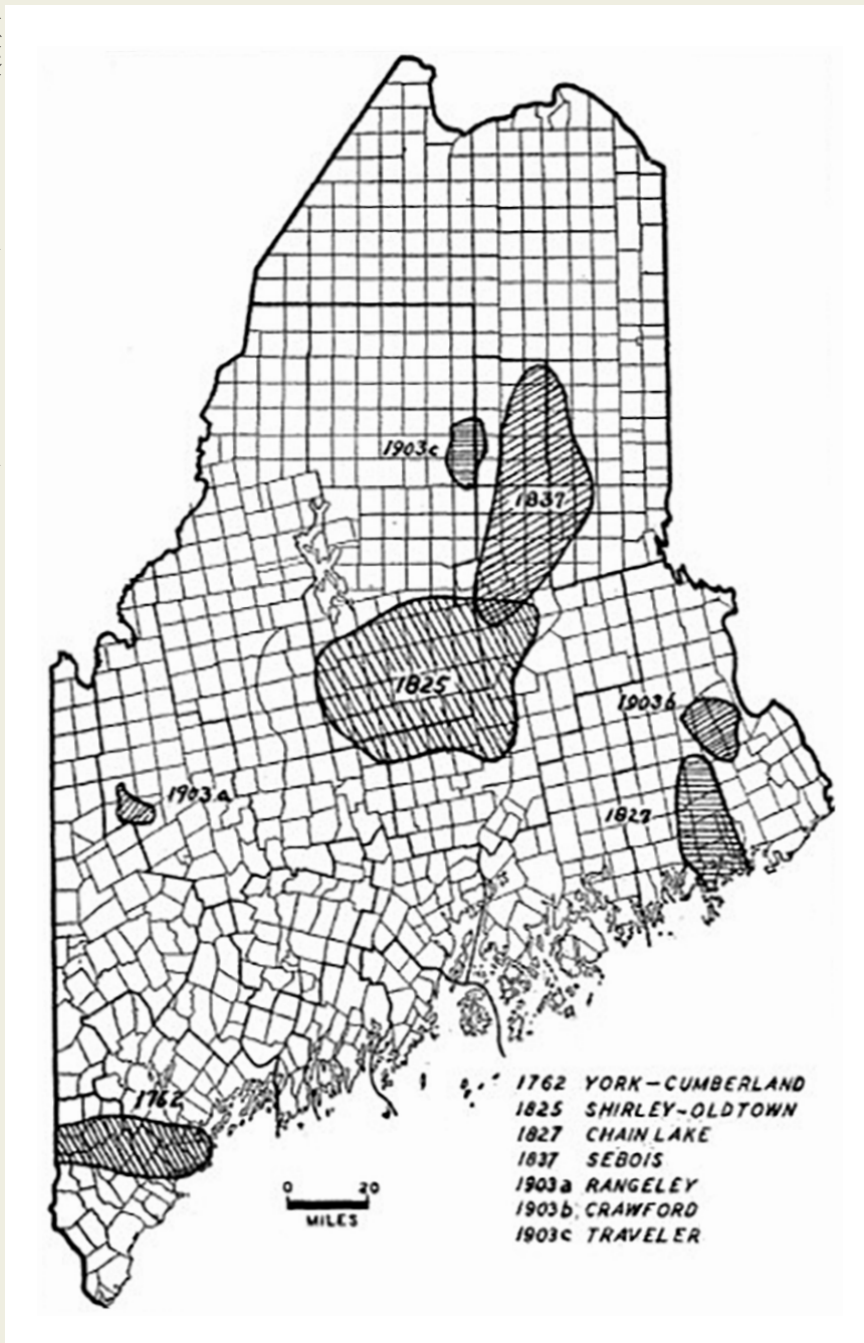 1903c
1837
1825
1903b
1903a
1827
1762
1762 YORK-CUMBERLAND
1825 SHIRLEY-OLDTOWN
1827 CHAIN LAKE
1837 SEBOIS
1903a RANGELEY
1903b, CRAWFORD
1903c TRAVELER
0 20
MILES